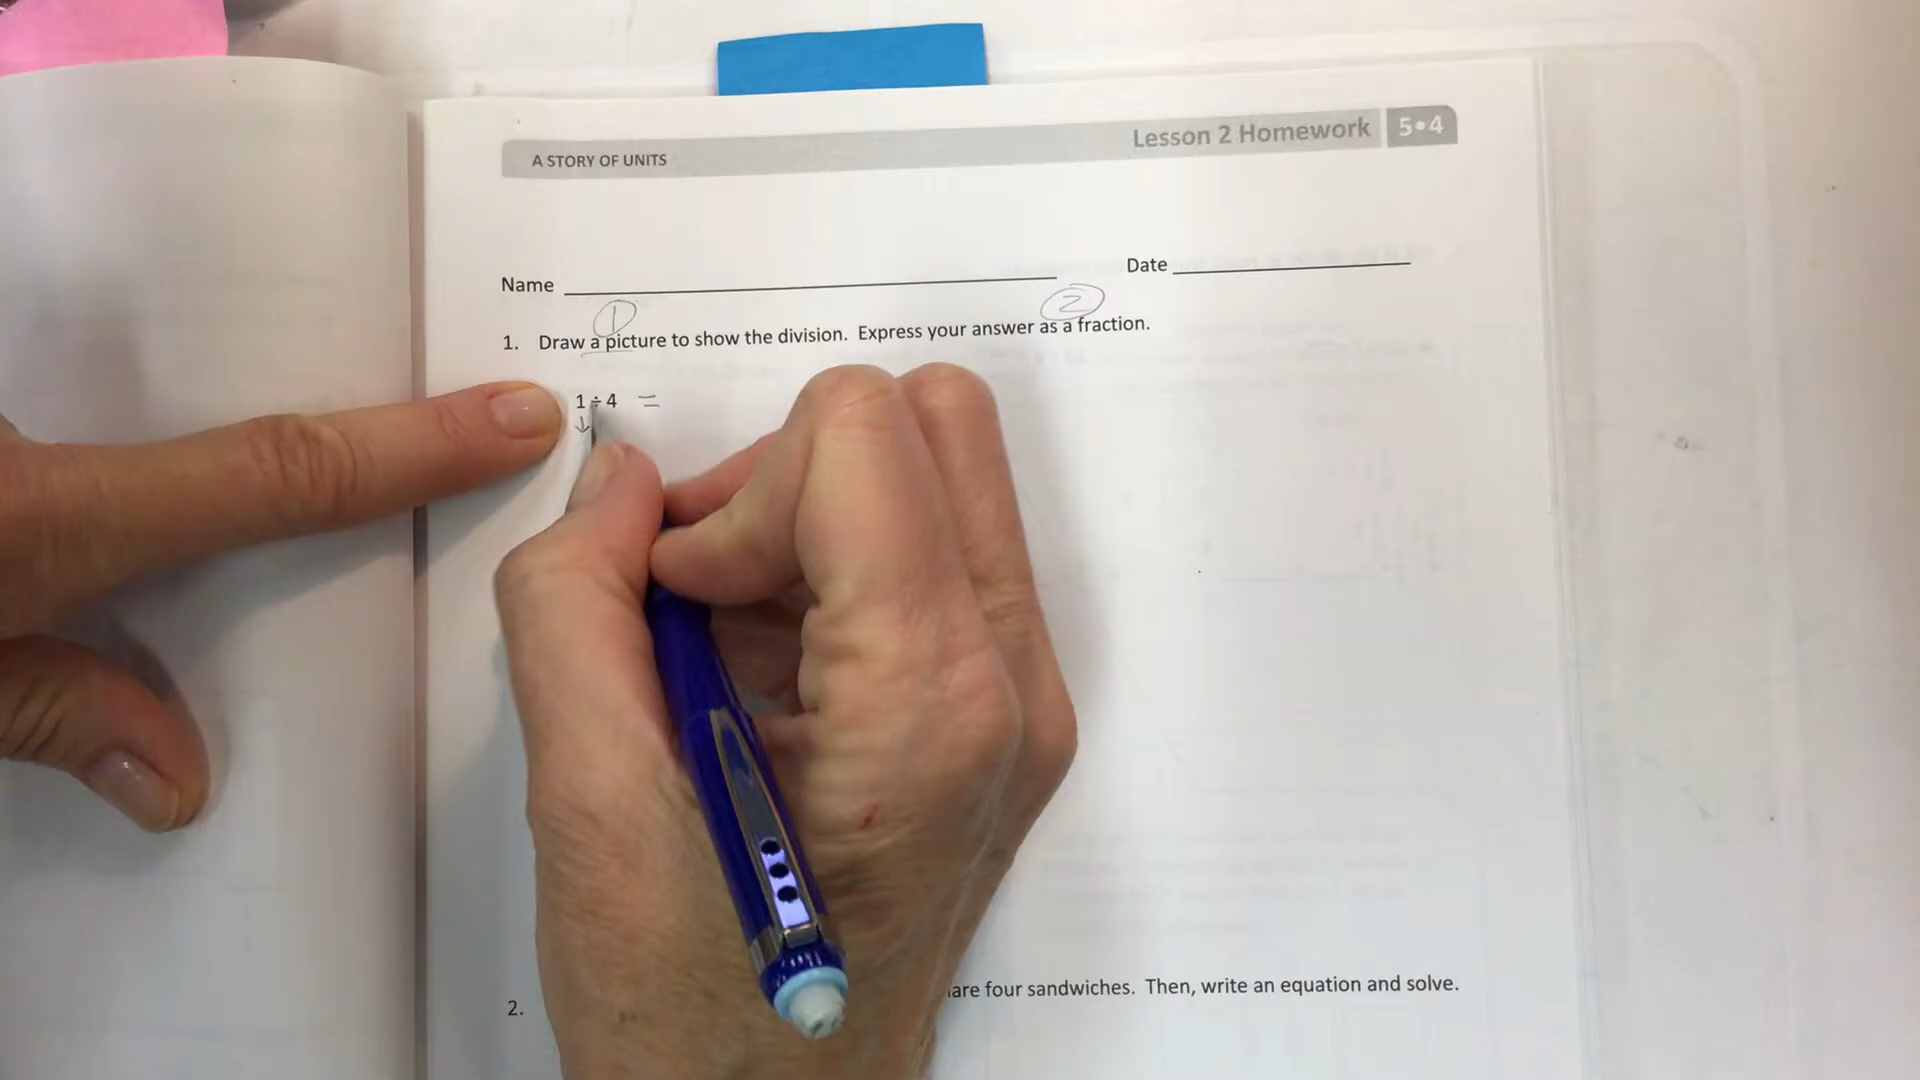 Lesson 2 Homework 5•4
A STORY OF UNITS
Name Date
1 2
1. Draw a picture to show the division. Express your answer as a fraction.
1 ÷ 4 =
↓
2. four sandwiches. Then, write an equation and solve.